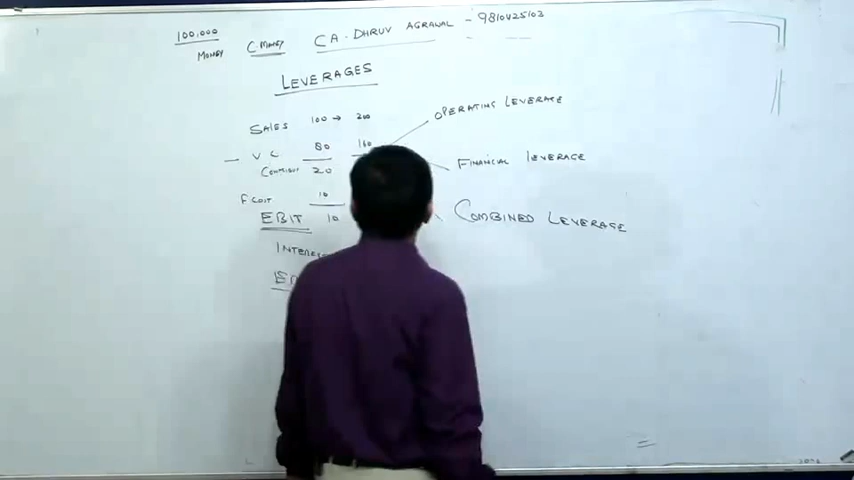 100,000
MONEY C.MONEY CA. DHRUV AGRAWAL - 9810425103
LEVERAGES
SALES 100 → 200
OPERATING LEVERAGE
- V C 80 160
CONTRIBUT 20
FINANCIAL LEVERAGE
F.COST 10
EBIT 10
COMBINED LEVERAGE